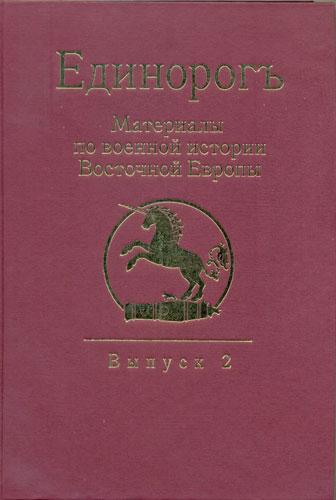 Единорогъ
Материалы
по военной истории
Восточной Европы
Выпуск 2